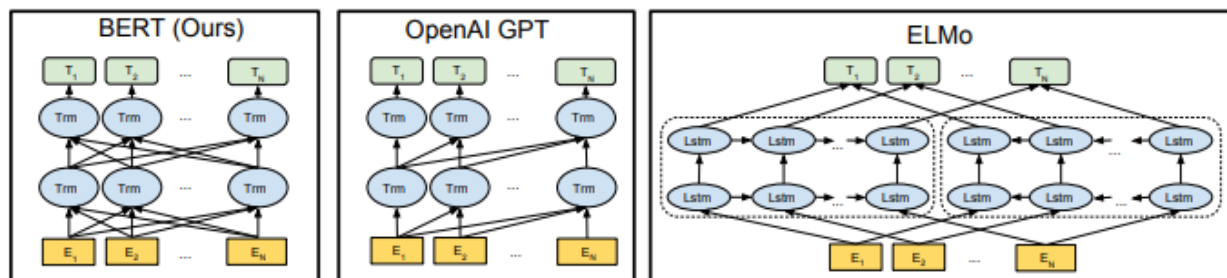 BERT (Ours)
T1 T2 ... TN
Trm Trm ... Trm
Trm Trm ... Trm
E1 E2 ... EN
OpenAI GPT
T1 T2 ... TN
Trm Trm ... Trm
Trm Trm ... Trm
E1 E2 ... EN
ELMo
T1 T2 ... TN
Lstm Lstm ... Lstm Lstm Lstm ... Lstm
Lstm Lstm ... Lstm Lstm Lstm ... Lstm
E1 E2 ... EN